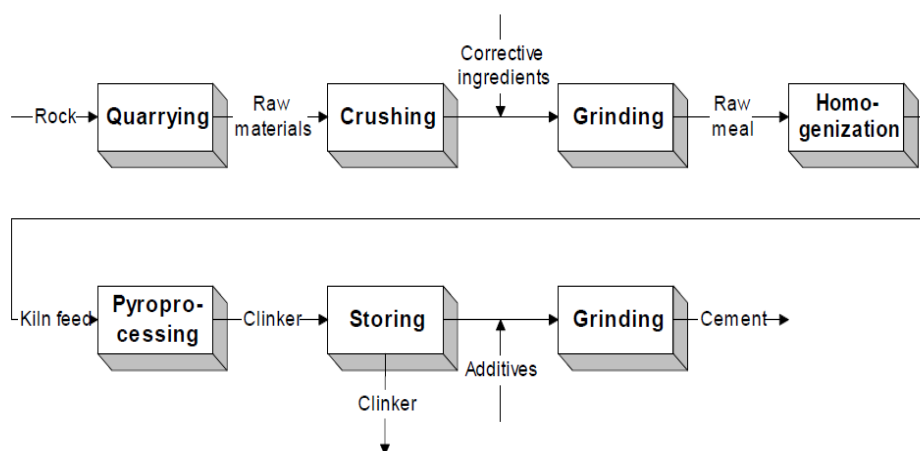 Corrective
ingredients
Rock
Quarrying
Raw
materials
Crushing
Grinding
Raw
meal
Homo-
genization
Kiln feed
Pyropro-
cessing
Clinker
Storing
Additives
Grinding
Cement
Clinker